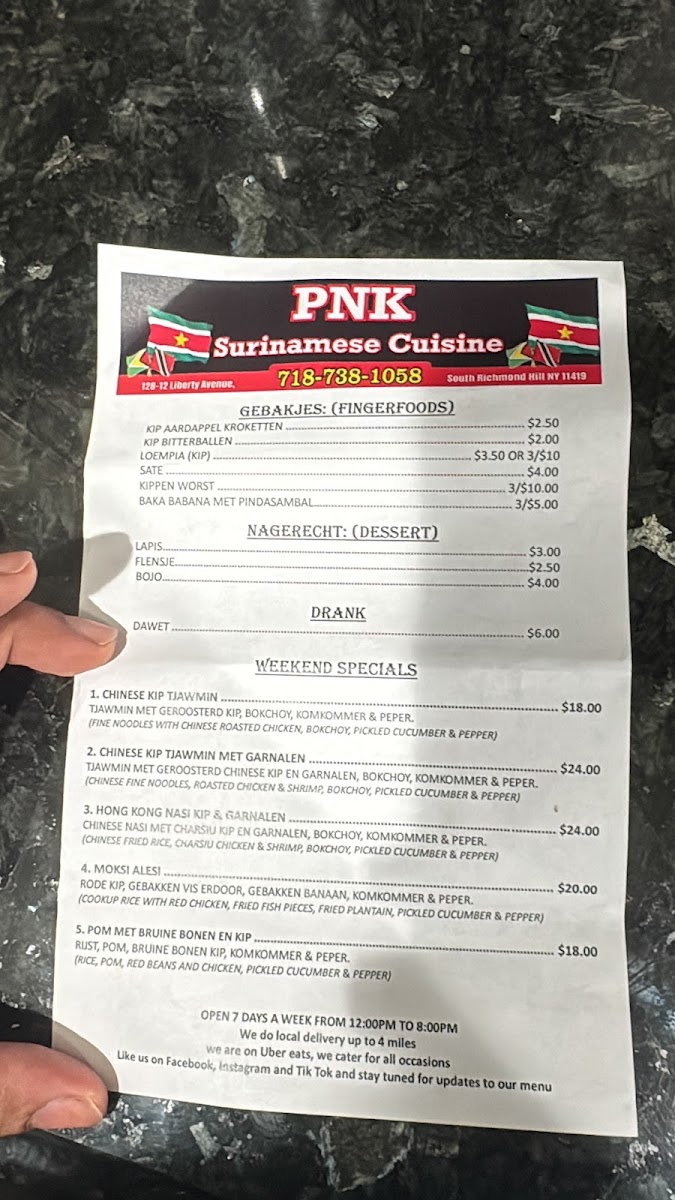 PNK
Surinamese Cuisine
718-738-1058
128-12 Liberty Avenue,
South Richmond Hill NY 11419
GEBAKJES: (FINGERFOODS)
KIP AARDAPPEL KROKETTEN $2.50
KIP BITTERBALLEN $2.00
LOEMPIA (KIP) $3.50 OR 3/$10
SATE $4.00
KIPPEN WORST 3/$10.00
BAKA BABANA MET PINDASAMBAL 3/$5.00
NAGERECHT: (DESSERT)
LAPIS $3.00
FLENSJE $2.50
BOJO $4.00
DRANK
DAWET $6.00
WEEKEND SPECIALS
1. CHINESE KIP TJAWMIN $18.00
TJAWMIN MET GEROOSTERD KIP, BOKCHOY, KOMKOMMER & PEPER.
(FINE NOODLES WITH CHINESE ROASTED CHICKEN, BOKCHOY, PICKLED CUCUMBER & PEPPER)
2. CHINESE KIP TJAWMIN MET GARNALEN $24.00
TJAWMIN MET GEROOSTERD CHINESE KIP EN GARNALEN, BOKCHOY, KOMKOMMER & PEPER.
(CHINESE FINE NOODLES, ROASTED CHICKEN & SHRIMP, BOKCHOY, PICKLED CUCUMBER & PEPPER)
3. HONG KONG NASI KIP & GARNALEN $24.00
CHINESE NASI MET CHARSIU KIP EN GARNALEN, BOKCHOY, KOMKOMMER & PEPER.
(CHINESE FRIED RICE, CHARSIU CHICKEN & SHRIMP, BOKCHOY, PICKLED CUCUMBER & PEPPER)
4. MOKSI ALESI $20.00
RODE KIP, GEBAKKEN VIS ERDOOR, GEBAKKEN BANAAN, KOMKOMMER & PEPER.
(COOKUP RICE WITH RED CHICKEN, FRIED FISH PIECES, FRIED PLANTAIN, PICKLED CUCUMBER & PEPPER)
5. POM MET BRUINE BONEN EN KIP $18.00
RIJST, POM, BRUINE BONEN KIP, KOMKOMMER & PEPER.
(RICE, POM, RED BEANS AND CHICKEN, PICKLED CUCUMBER & PEPPER)
OPEN 7 DAYS A WEEK FROM 12:00PM TO 8:00PM
We do local delivery up to 4 miles
we are on Uber eats, we cater for all occasions
Like us on Facebook, Instagram and Tik Tok and stay tuned for updates to our menu